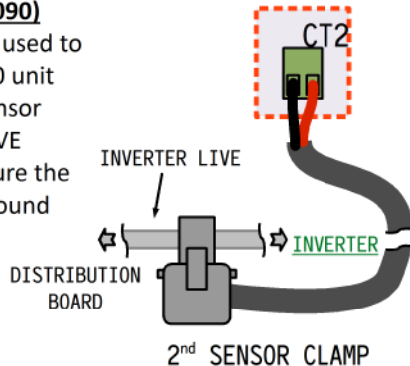 090)
used to
0 unit
nsor
VE
ure the
ound
CT2
INVERTER LIVE
INVERTER
DISTRIBUTION
BOARD
2nd SENSOR CLAMP